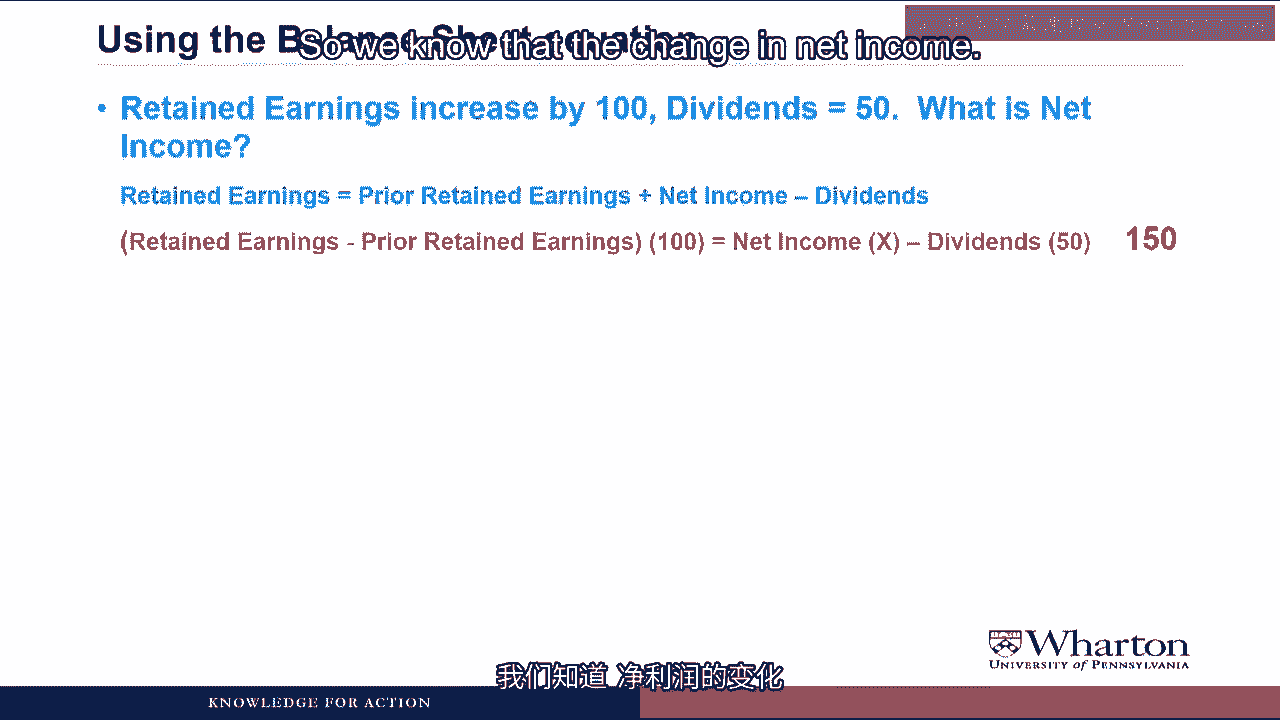 Using the Balance Sheet equation
So we know that the change in net income.
• Retained Earnings increase by 100, Dividends = 50. What is Net
Income?
Retained Earnings = Prior Retained Earnings + Net Income – Dividends
(Retained Earnings - Prior Retained Earnings) (100) = Net Income (X) – Dividends (50) 150
Wharton
UNIVERSITY of PENNSYLVANIA
我们知道 净利润的变化
KNOWLEDGE FOR ACTION